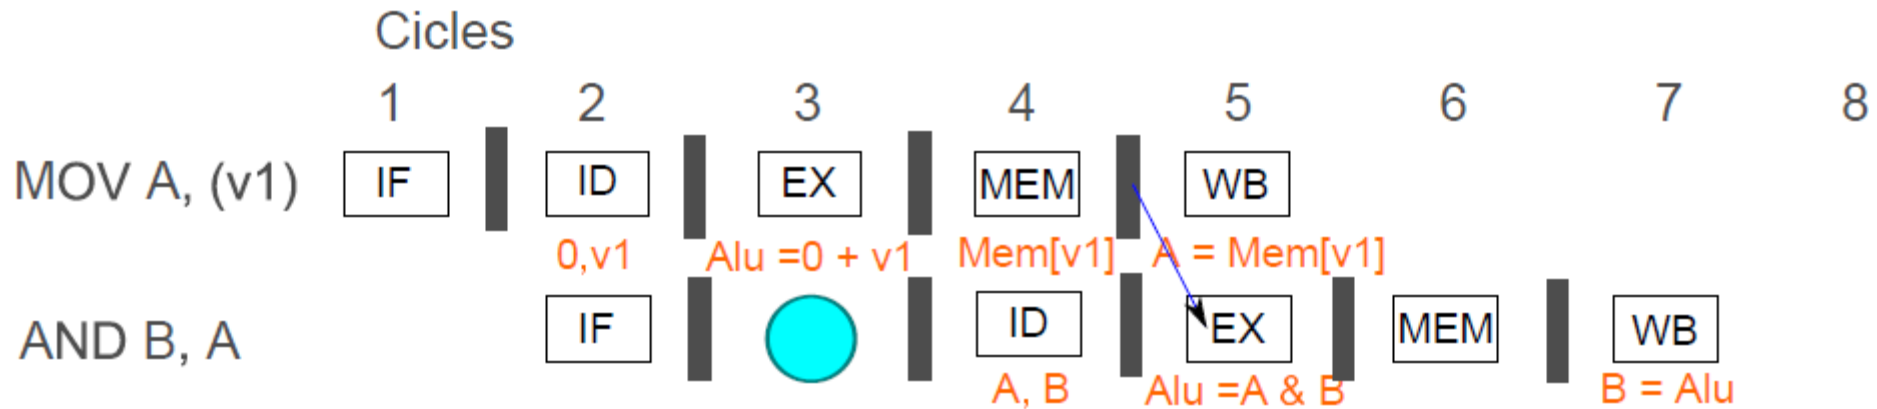 Cicles
1 2 3 4 5 6 7 8
MOV A, (v1) IF ID EX MEM WB
0,v1 Alu =0 + v1 Mem[v1] A = Mem[v1]
AND B, A IF ID EX MEM WB
A, B Alu =A & B B = Alu